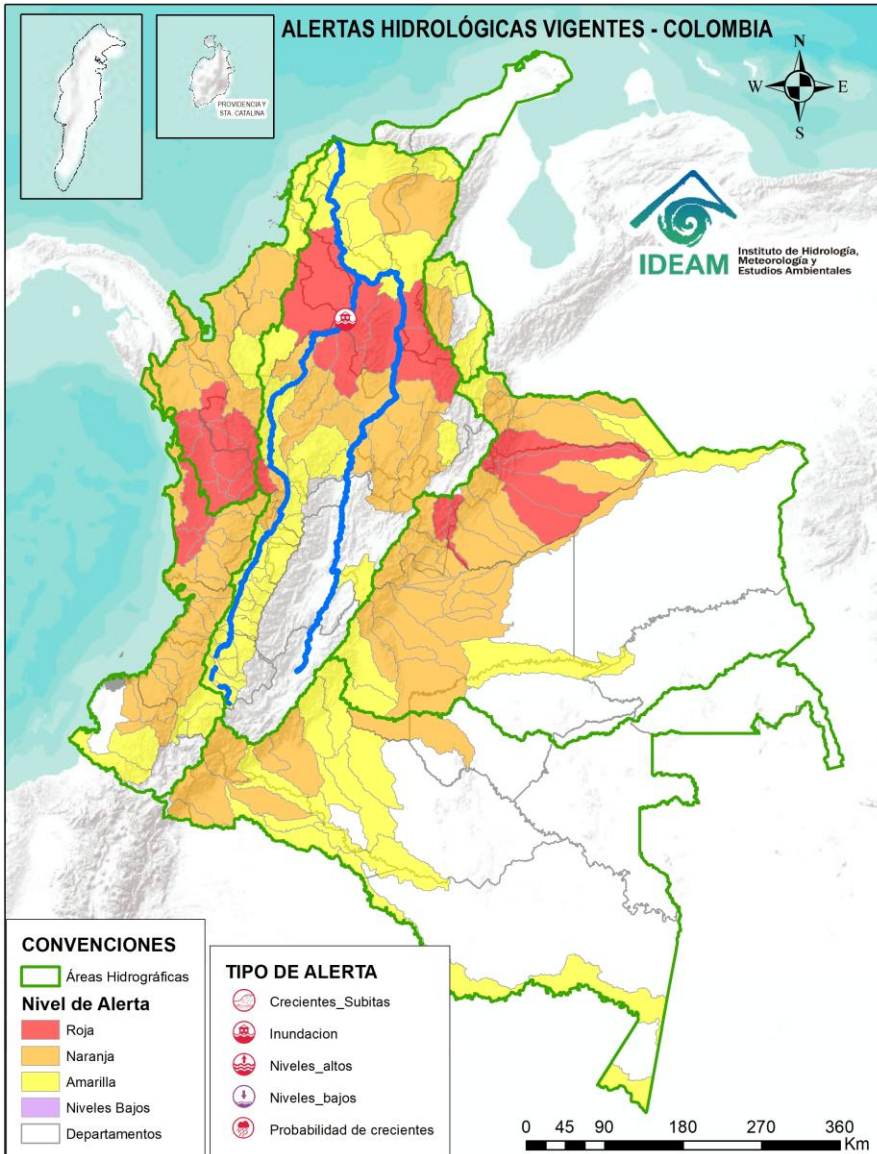 ALERTAS HIDROLÓGICAS VIGENTES - COLOMBIA
PROVIDENCIA Y
STA. CATALINA
N
W
E
S
IDEAM
Instituto de Hidrología,
Meteorología y
Estudios Ambientales
CONVENCIONES
Áreas Hidrográficas
Nivel de Alerta
Roja
Naranja
Amarilla
Niveles Bajos
Departamentos
TIPO DE ALERTA
Crecientes_Subitas
Inundacion
Niveles_altos
Niveles_bajos
Probabilidad de crecientes
0 45 90 180 270 360
Km